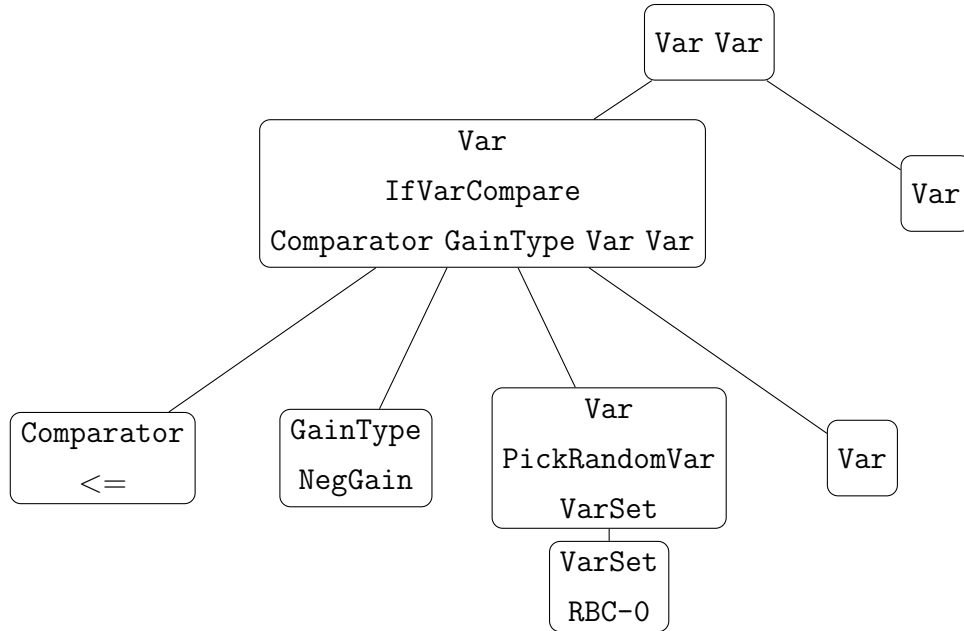 Var Var
Var
IfVarCompare
Comparator GainType Var Var
Var
Comparator
<=
GainType
NegGain
Var
PickRandomVar
VarSet
Var
VarSet
RBC-0